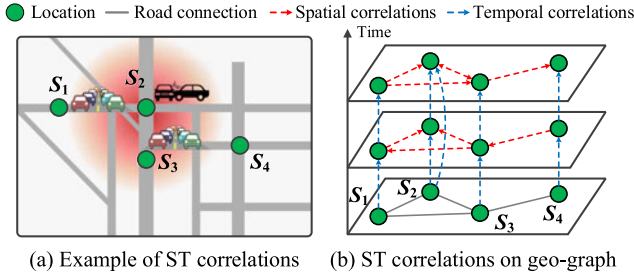 Location Road connection Spatial correlations Temporal correlations
Time
S1 S2
S3 S4
S1 S2 S3 S4
(a) Example of ST correlations (b) ST correlations on geo-graph